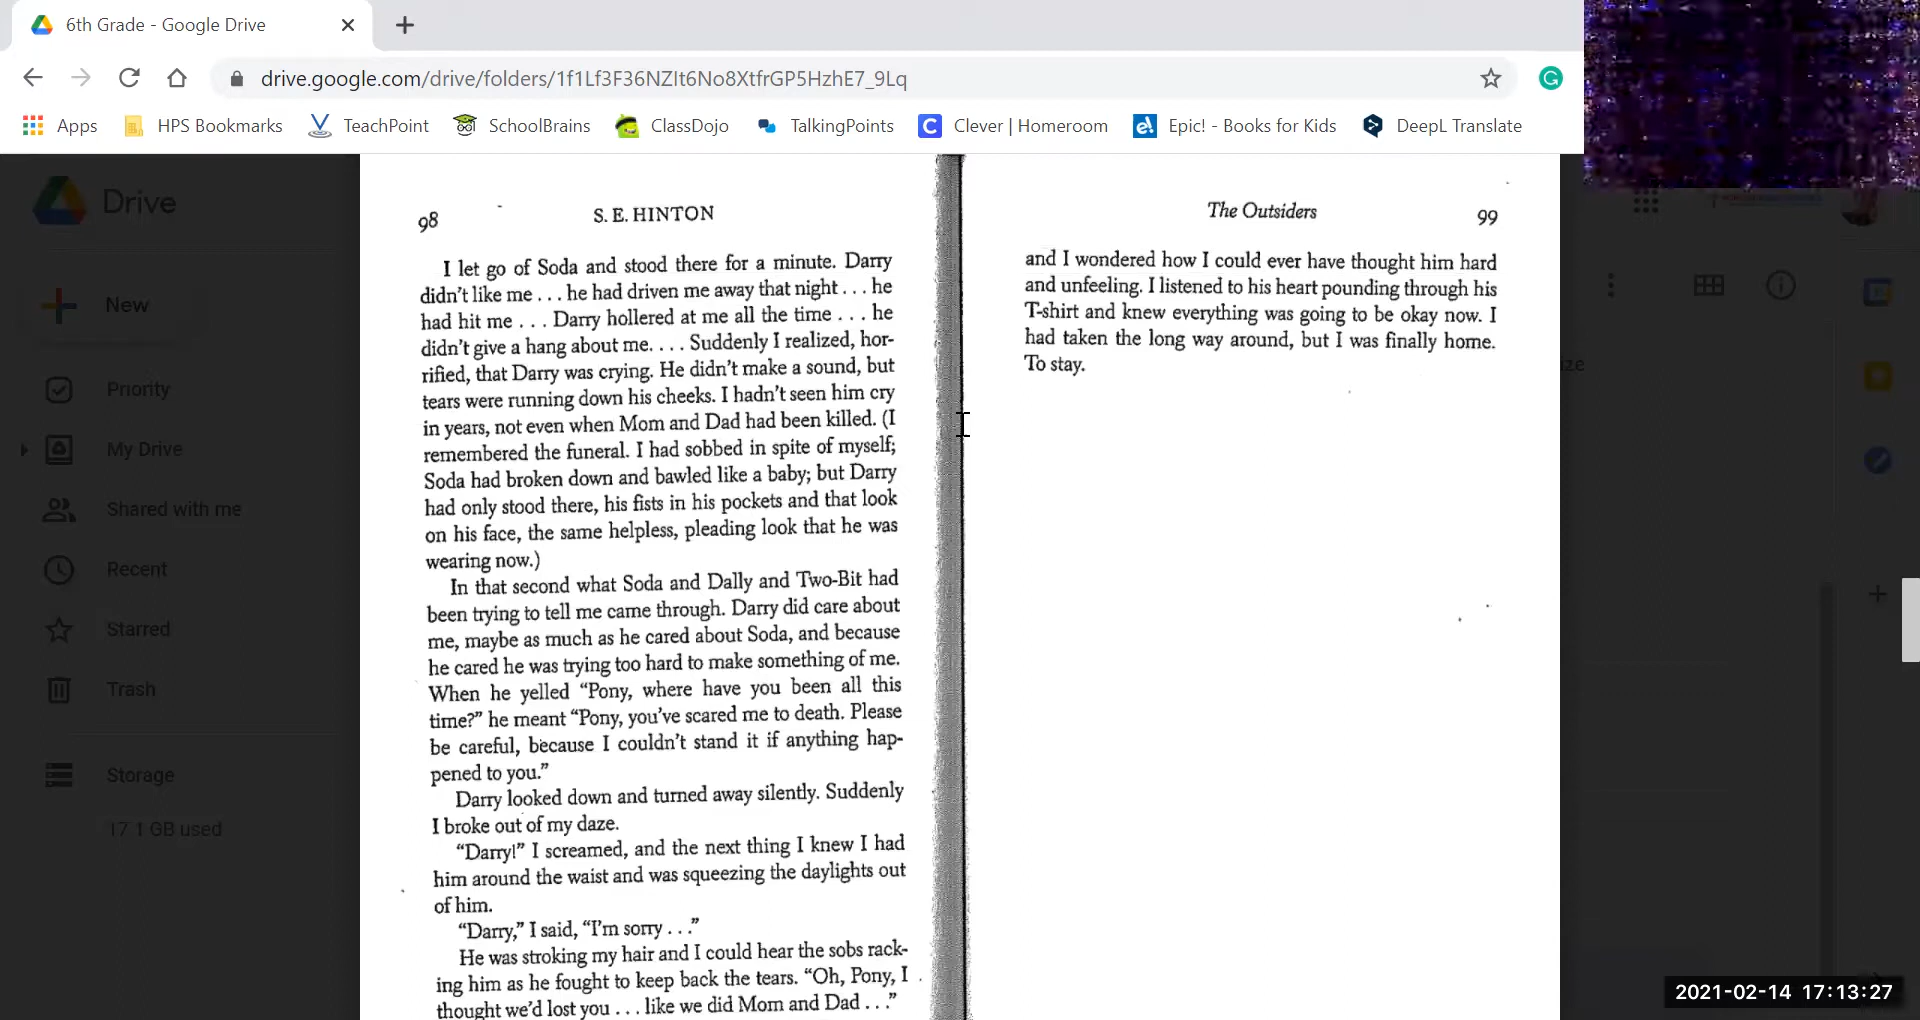 6th Grade - Google Drive
drive.google.com/drive/folders/1f1Lf3F36NZIt6No8XtfrGP5HzhE7_9Lq
Apps HPS Bookmarks TeachPoint SchoolBrains ClassDojo TalkingPoints Clever | Homeroom Epic! - Books for Kids DeepL Translate
Drive
New
Priority
My Drive
Shared with me
Recent
Starred
Trash
Storage
17.1 GB used
98 S. E. HINTON
I let go of Soda and stood there for a minute. Darry
didn't like me . . . he had driven me away that night . . . he
had hit me . . . Darry hollered at me all the time . . . he
didn't give a hang about me. . . . Suddenly I realized, hor-
rified, that Darry was crying. He didn't make a sound, but
tears were running down his cheeks. I hadn't seen him cry
in years, not even when Mom and Dad had been killed. (I
remembered the funeral. I had sobbed in spite of myself;
Soda had broken down and bawled like a baby; but Darry
had only stood there, his fists in his pockets and that look
on his face, the same helpless, pleading look that he was
wearing now.)
In that second what Soda and Dally and Two-Bit had
been trying to tell me came through. Darry did care about
me, maybe as much as he cared about Soda, and because
he cared he was trying too hard to make something of me.
When he yelled “Pony, where have you been all this
time?” he meant “Pony, you've scared me to death. Please
be careful, because I couldn't stand it if anything hap-
pened to you.”
Darry looked down and turned away silently. Suddenly
I broke out of my daze.
“Darry!” I screamed, and the next thing I knew I had
him around the waist and was squeezing the daylights out
of him.
“Darry,” I said, “I'm sorry . . .”
He was stroking my hair and I could hear the sobs rack-
ing him as he fought to keep back the tears. “Oh, Pony, I
thought we'd lost you . . . like we did Mom and Dad . . .”
The Outsiders 99
and I wondered how I could ever have thought him hard
and unfeeling. I listened to his heart pounding through his
T-shirt and knew everything was going to be okay now. I
had taken the long way around, but I was finally home.
To stay.
2021-02-14 17:13:27